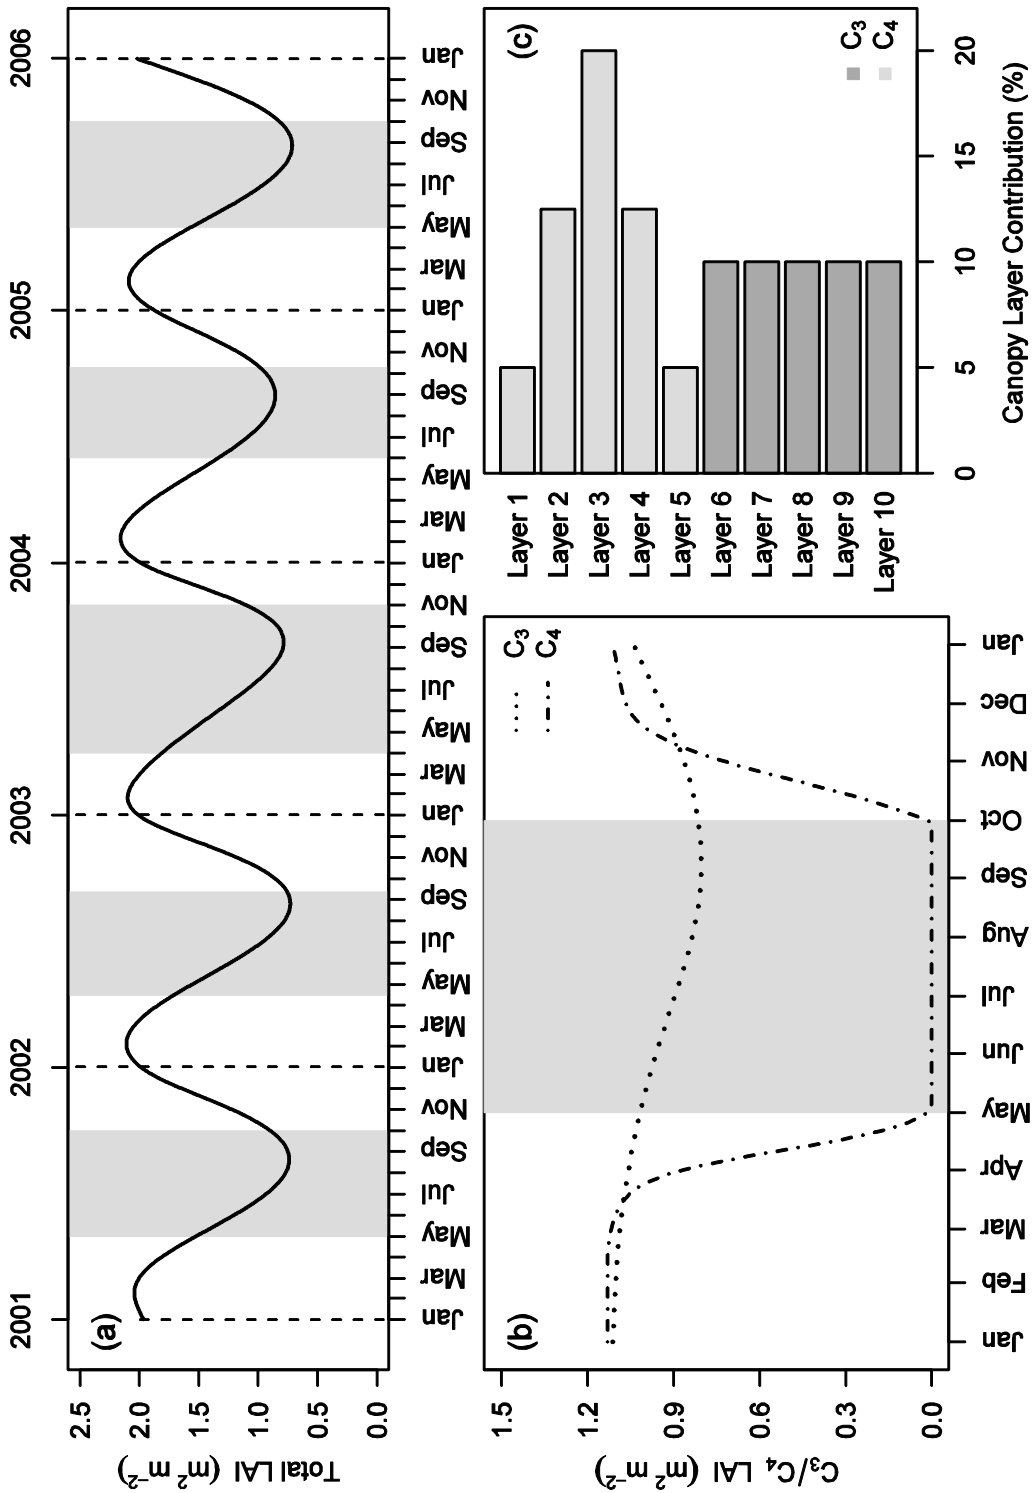 2001 2002 2003 2004 2005 2006
(a)
Total LAI (m² m⁻²)
2.5
2.0
1.5
1.0
0.5
0.0
Jan Mar May Jul Sep Nov Jan Mar May Jul Sep Nov Jan Mar May Jul Sep Nov Jan Mar May Jul Sep Nov Jan Mar May Jul Sep Nov Jan
(b)
C₃/C₄ LAI (m² m⁻²)
1.5
1.2
0.9
0.6
0.3
0.0
C₃
C₄
Jan Feb Mar Apr May Jun Jul Aug Sep Oct Nov Dec Jan
(c)
Layer 1
Layer 2
Layer 3
Layer 4
Layer 5
Layer 6
Layer 7
Layer 8
Layer 9
Layer 10
C₃
C₄
0 5 10 15 20
Canopy Layer Contribution (%)